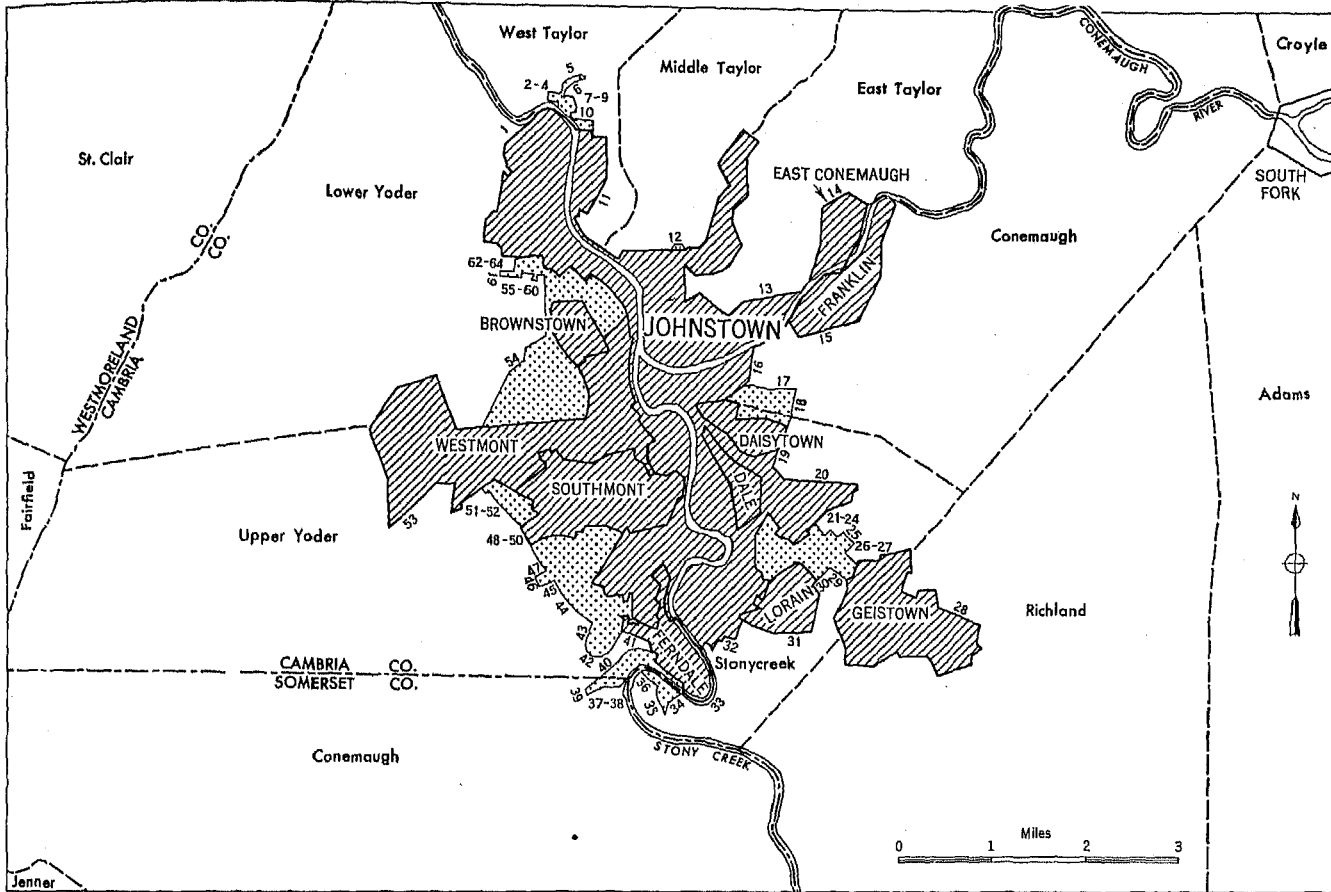 West Taylor
Middle Taylor
East Taylor
CONEMAUGH
RIVER
Croyle
5
2-4
6
7-9
10
1
St. Clair
Lower Yoder
EAST CONEMAUGH
14
SOUTH
FORK
11
12
Conemaugh
CO.
CO.
62-64
61
55-60
13
FRANKLIN
BROWNSTOWN
JOHNSTOWN
15
WESTMORELAND
CAMBRIA
54
16
17
18
Adams
WESTMONT
DAISYTOWN
19
DALE
20
Fairfield
SOUTHMONT
53
51-52
21-24
25
26-27
N
Upper Yoder
48-50
47
46
45
44
30
29
LORAIN
GEISTOWN
28
Richland
43
42
41
40
FERNDALE
32
31
Stonycreek
CAMBRIA CO.
SOMERSET CO.
39
37-38
36
35
34
33
STONY CREEK
Conemaugh
Miles
0 1 2 3
Jenner